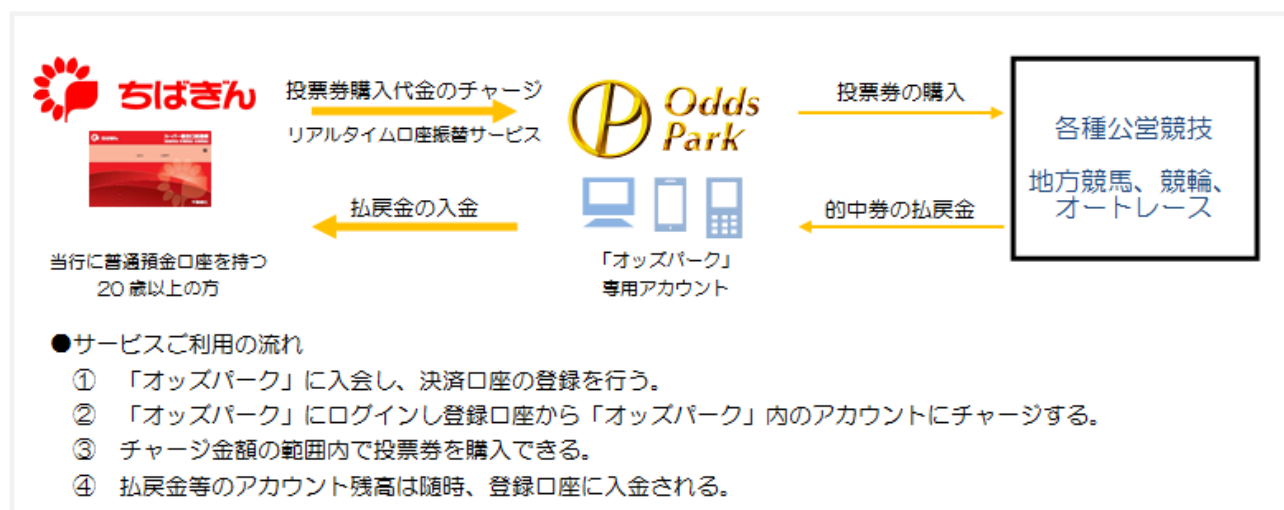 ちばぎん
投票券購入代金のチャージ
リアルタイム口座振替サービス
払戻金の入金
当行に普通預金口座を持つ
20歳以上の方
Odds
Park
「オッズパーク」
専用アカウント
投票券の購入
的中券の払戻金
各種公営競技
地方競馬、競輪、
オートレース
●サービスご利用の流れ
① 「オッズパーク」に入会し、決済口座の登録を行う。
② 「オッズパーク」にログインし登録口座から「オッズパーク」内のアカウントにチャージする。
③ チャージ金額の範囲内で投票券を購入できる。
④ 払戻金等のアカウント残高は随時、登録口座に入金される。